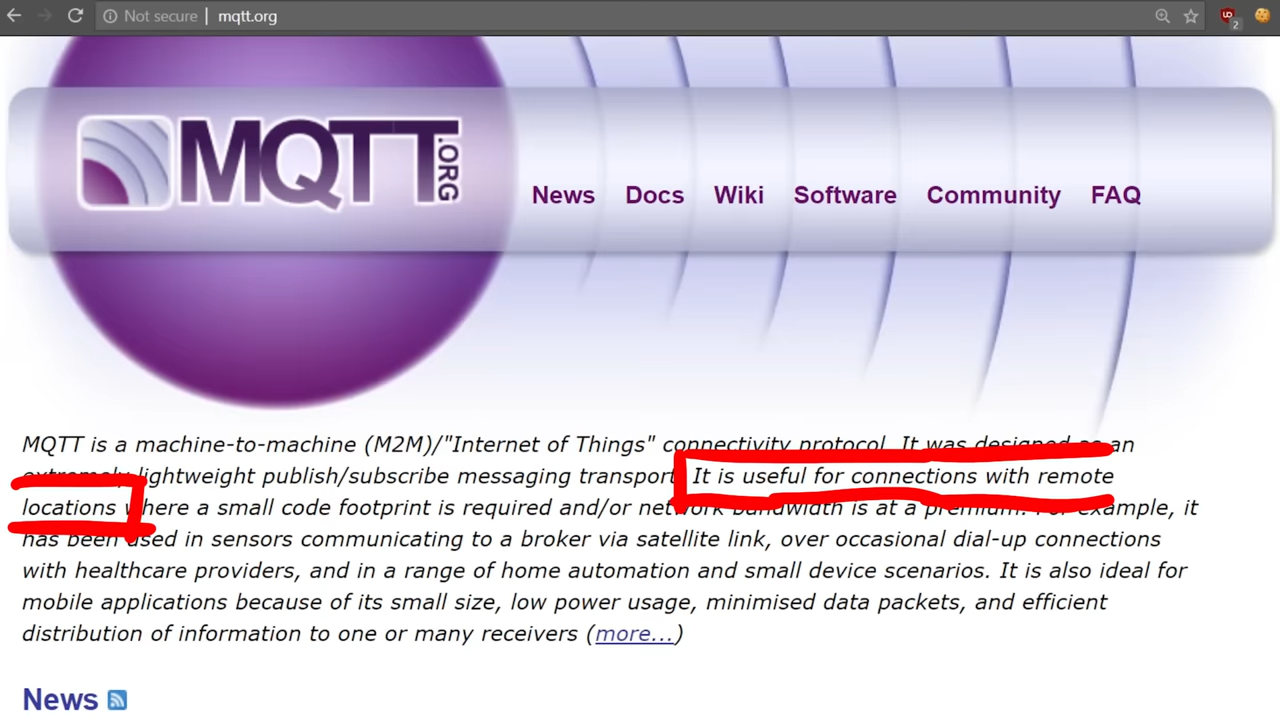 Not secure | mqtt.org
2
MQTT.ORG
News Docs Wiki Software Community FAQ
MQTT is a machine-to-machine (M2M)/"Internet of Things" connectivity protocol. It was designed as an
extremely lightweight publish/subscribe messaging transport. It is useful for connections with remote
locations where a small code footprint is required and/or network bandwidth is at a premium. For example, it
has been used in sensors communicating to a broker via satellite link, over occasional dial-up connections
with healthcare providers, and in a range of home automation and small device scenarios. It is also ideal for
mobile applications because of its small size, low power usage, minimised data packets, and efficient
distribution of information to one or many receivers (more...)
News